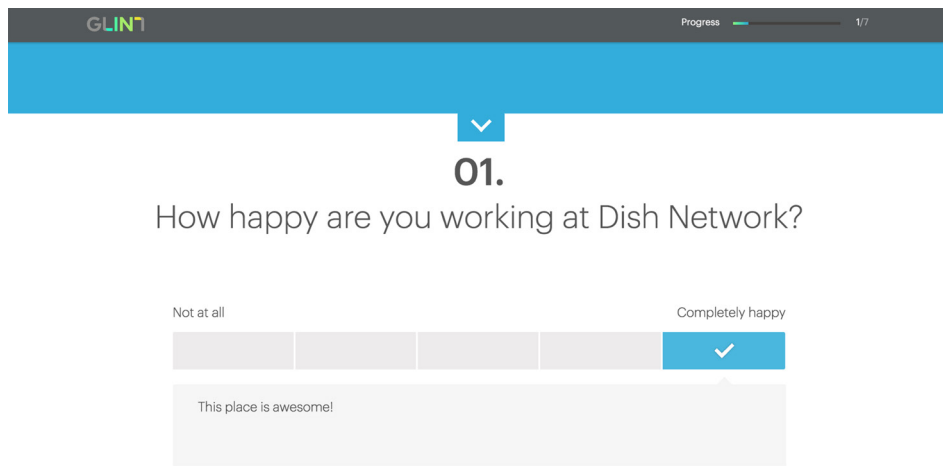 GLINT
Progress 1/7
01.
How happy are you working at Dish Network?
Not at all Completely happy
This place is awesome!